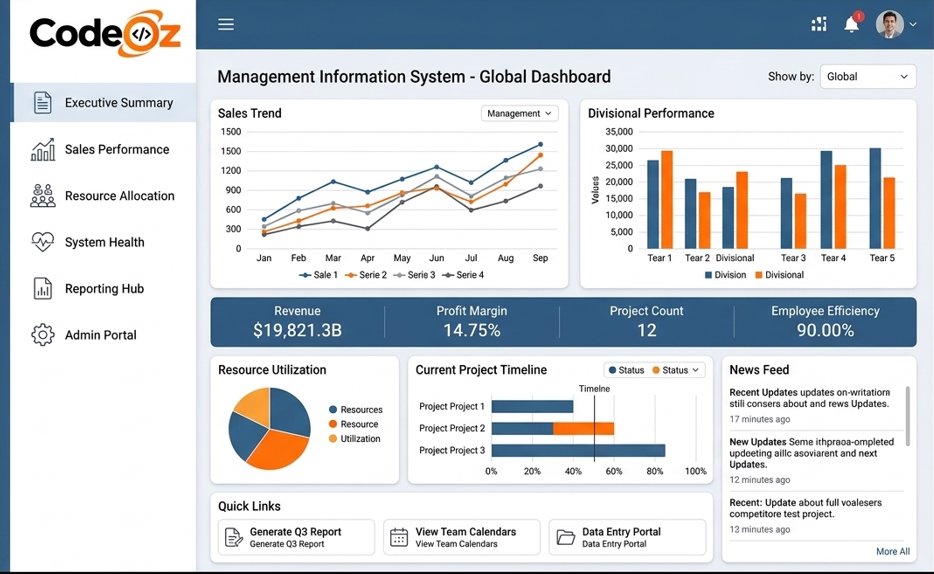 CodeOz
Executive Summary
Sales Performance
Resource Allocation
System Health
Reporting Hub
Admin Portal
1
Management Information System - Global Dashboard
Show by: Global
Sales Trend
Management
1500
1500
1200
900
600
300
0
Jan Feb Mar Apr May Jun Jul Aug Sep
Sale 1 Serie 2 Serie 3 Serie 4
Divisional Performance
Values
35,000
30,000
25,000
20,000
15,000
10,000
5,000
0
Tear 1 Tear 2 Divisional Tear 3 Tear 4 Tear 5
Division Divisional
Revenue
$19,821.3B
Profit Margin
14.75%
Project Count
12
Employee Efficiency
90.00%
Resource Utilization
Resources
Resource
Utilization
Current Project Timeline
Status Status
Timelne
Project Project 1
Project Project 2
Project Project 3
0% 20% 40% 60% 80% 100%
News Feed
Recent Updates updates on-writatiorn
still consers about and rews Updates.
17 minutes ago
New Updates Seme ithpraoa-ompleted
updeeting aillc asoviarent and next
Updates.
12 minutes ago
Recent: Update about full voalesers
competitore test project.
12 minutes ago
More All
Quick Links
Generate Q3 Report
Generate Q3 Report
View Team Calendars
View Team Calendars
Data Entry Portal
Data Entry Portal